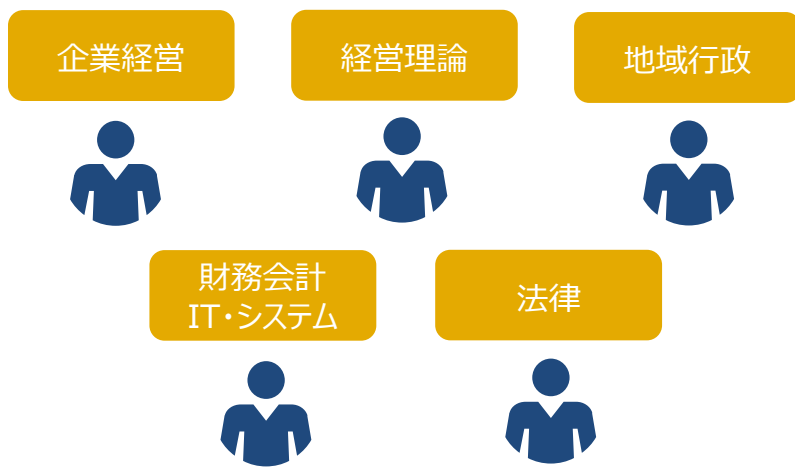 企業経営
経営理論
地域行政
財務会計
IT・システム
法律